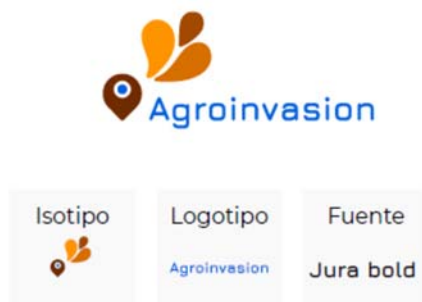 Agroinvasion
Isotipo Logotipo Fuente
Agroinvasion Jura bold